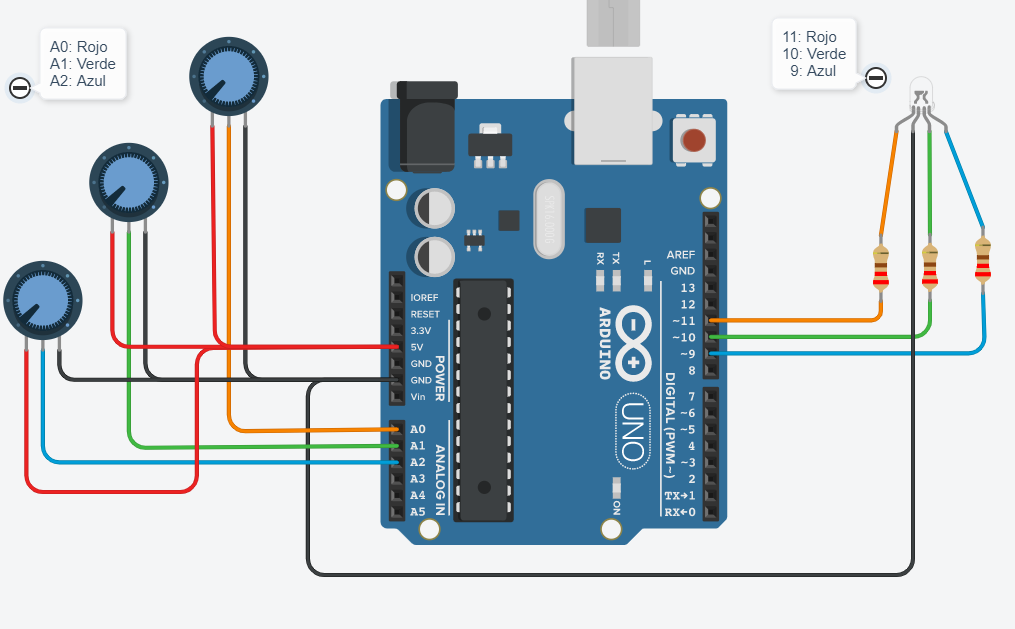 A0: Rojo
A1: Verde
A2: Azul
11: Rojo
10: Verde
9: Azul
IOREF
RESET
3.3V
5V
GND
GND
Vin
POWER
A0
A1
A2
A3
A4
A5
ANALOG IN
RX
TX
L
ARDUINO
UNO
ON
AREF
GND
13
12
~11
~10
~9
8
7
~6
~5
4
~3
2
TX→1
RX←0
DIGITAL (PWM~)